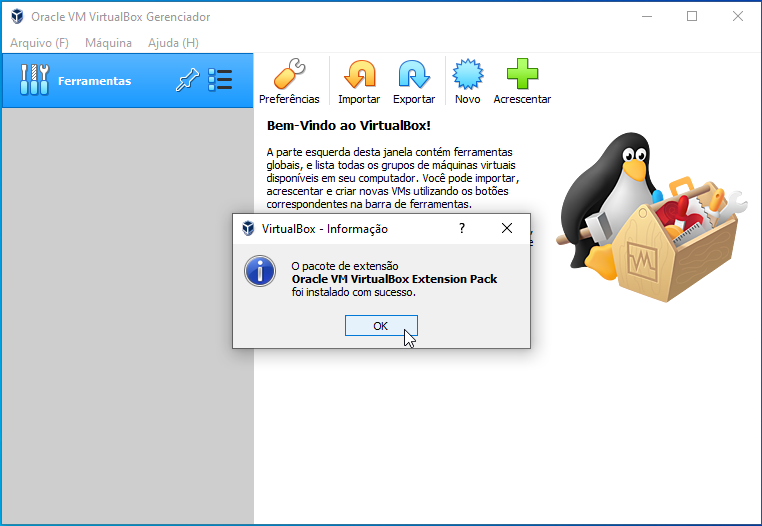 Oracle VM VirtualBox Gerenciador
Arquivo (F) Máquina Ajuda (H)
Ferramentas
Preferências Importar Exportar Novo Acrescentar
Bem-Vindo ao VirtualBox!
A parte esquerda desta janela contém ferramentas
globais, e lista todas os grupos de máquinas virtuais
disponíveis em seu computador. Você pode importar,
acrescentar e criar novas VMs utilizando os botões
correspondentes na barra de ferramentas.
VirtualBox - Informação
O pacote de extensão
Oracle VM VirtualBox Extension Pack
foi instalado com sucesso.
OK